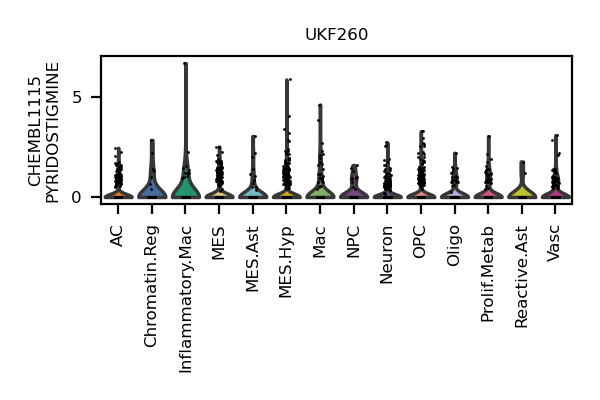 UKF260
CHEMBL1115
PYRIDOSTIGMINE
5
0
AC
Chromatin.Reg
Inflammatory.Mac
MES
MES.Ast
MES.Hyp
Mac
NPC
Neuron
OPC
Oligo
Prolif.Metab
Reactive.Ast
Vasc